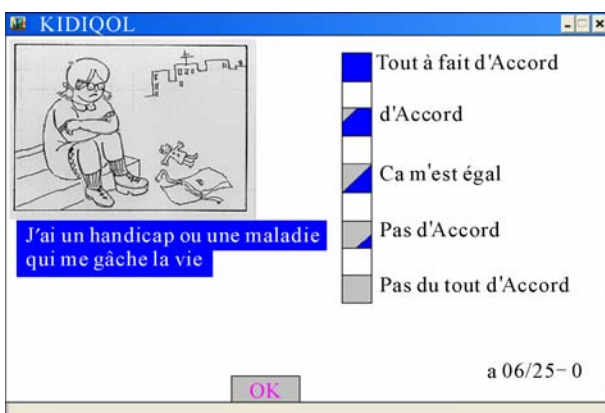 KIDIQOL
J'ai un handicap ou une maladie
qui me gâche la vie
Tout à fait d'Accord
d'Accord
Ca m'est égal
Pas d'Accord
Pas du tout d'Accord
a 06/25- 0
OK